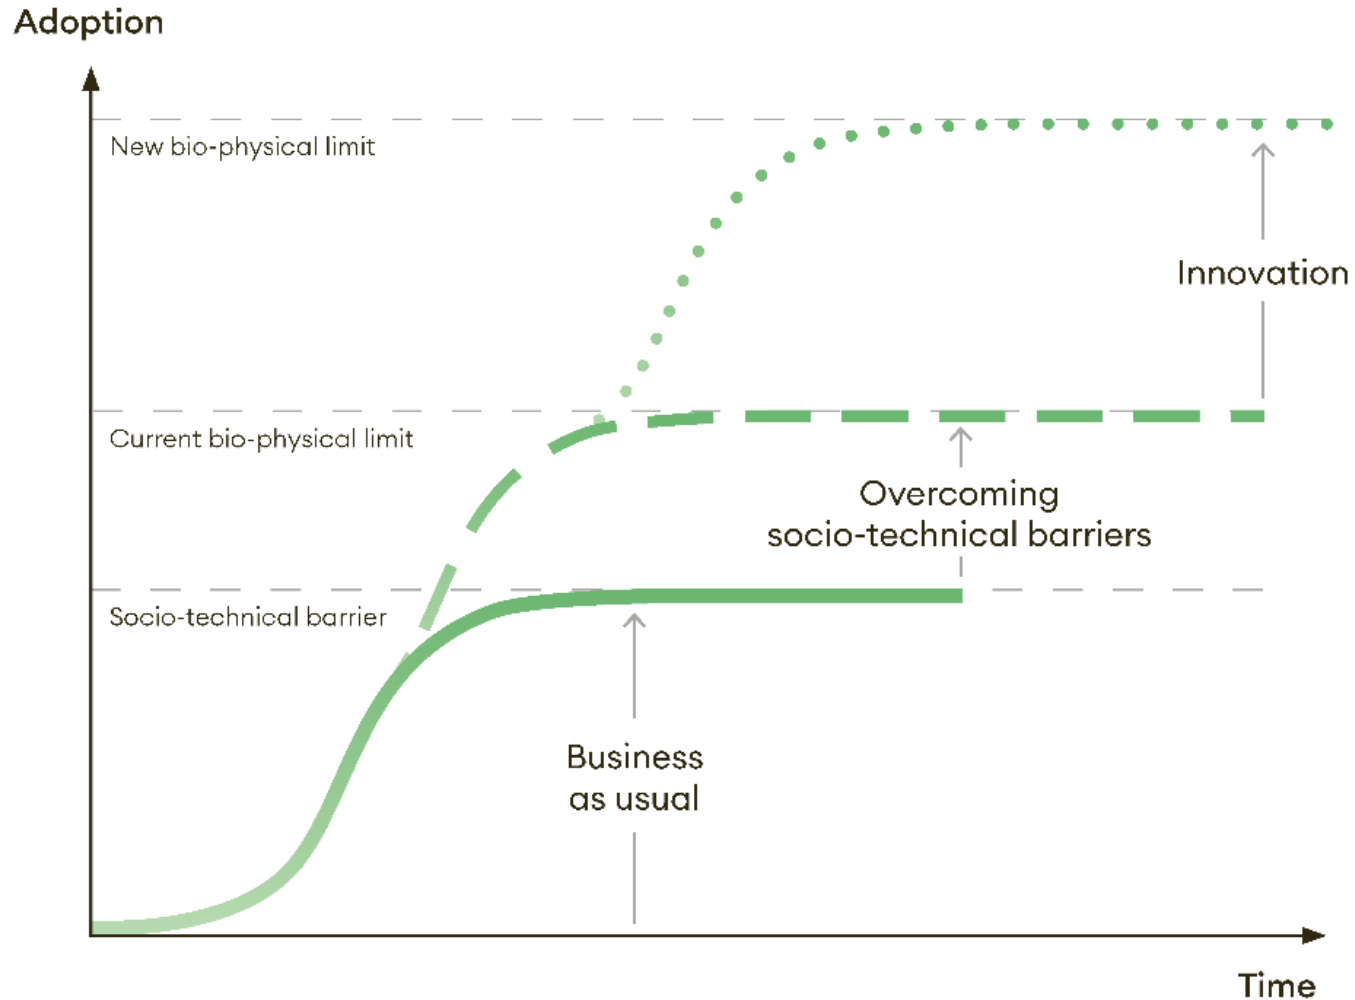 Adoption
New bio-physical limit
Innovation
Current bio-physical limit
Overcoming
socio-technical barriers
Socio-technical barrier
Business
as usual
Time